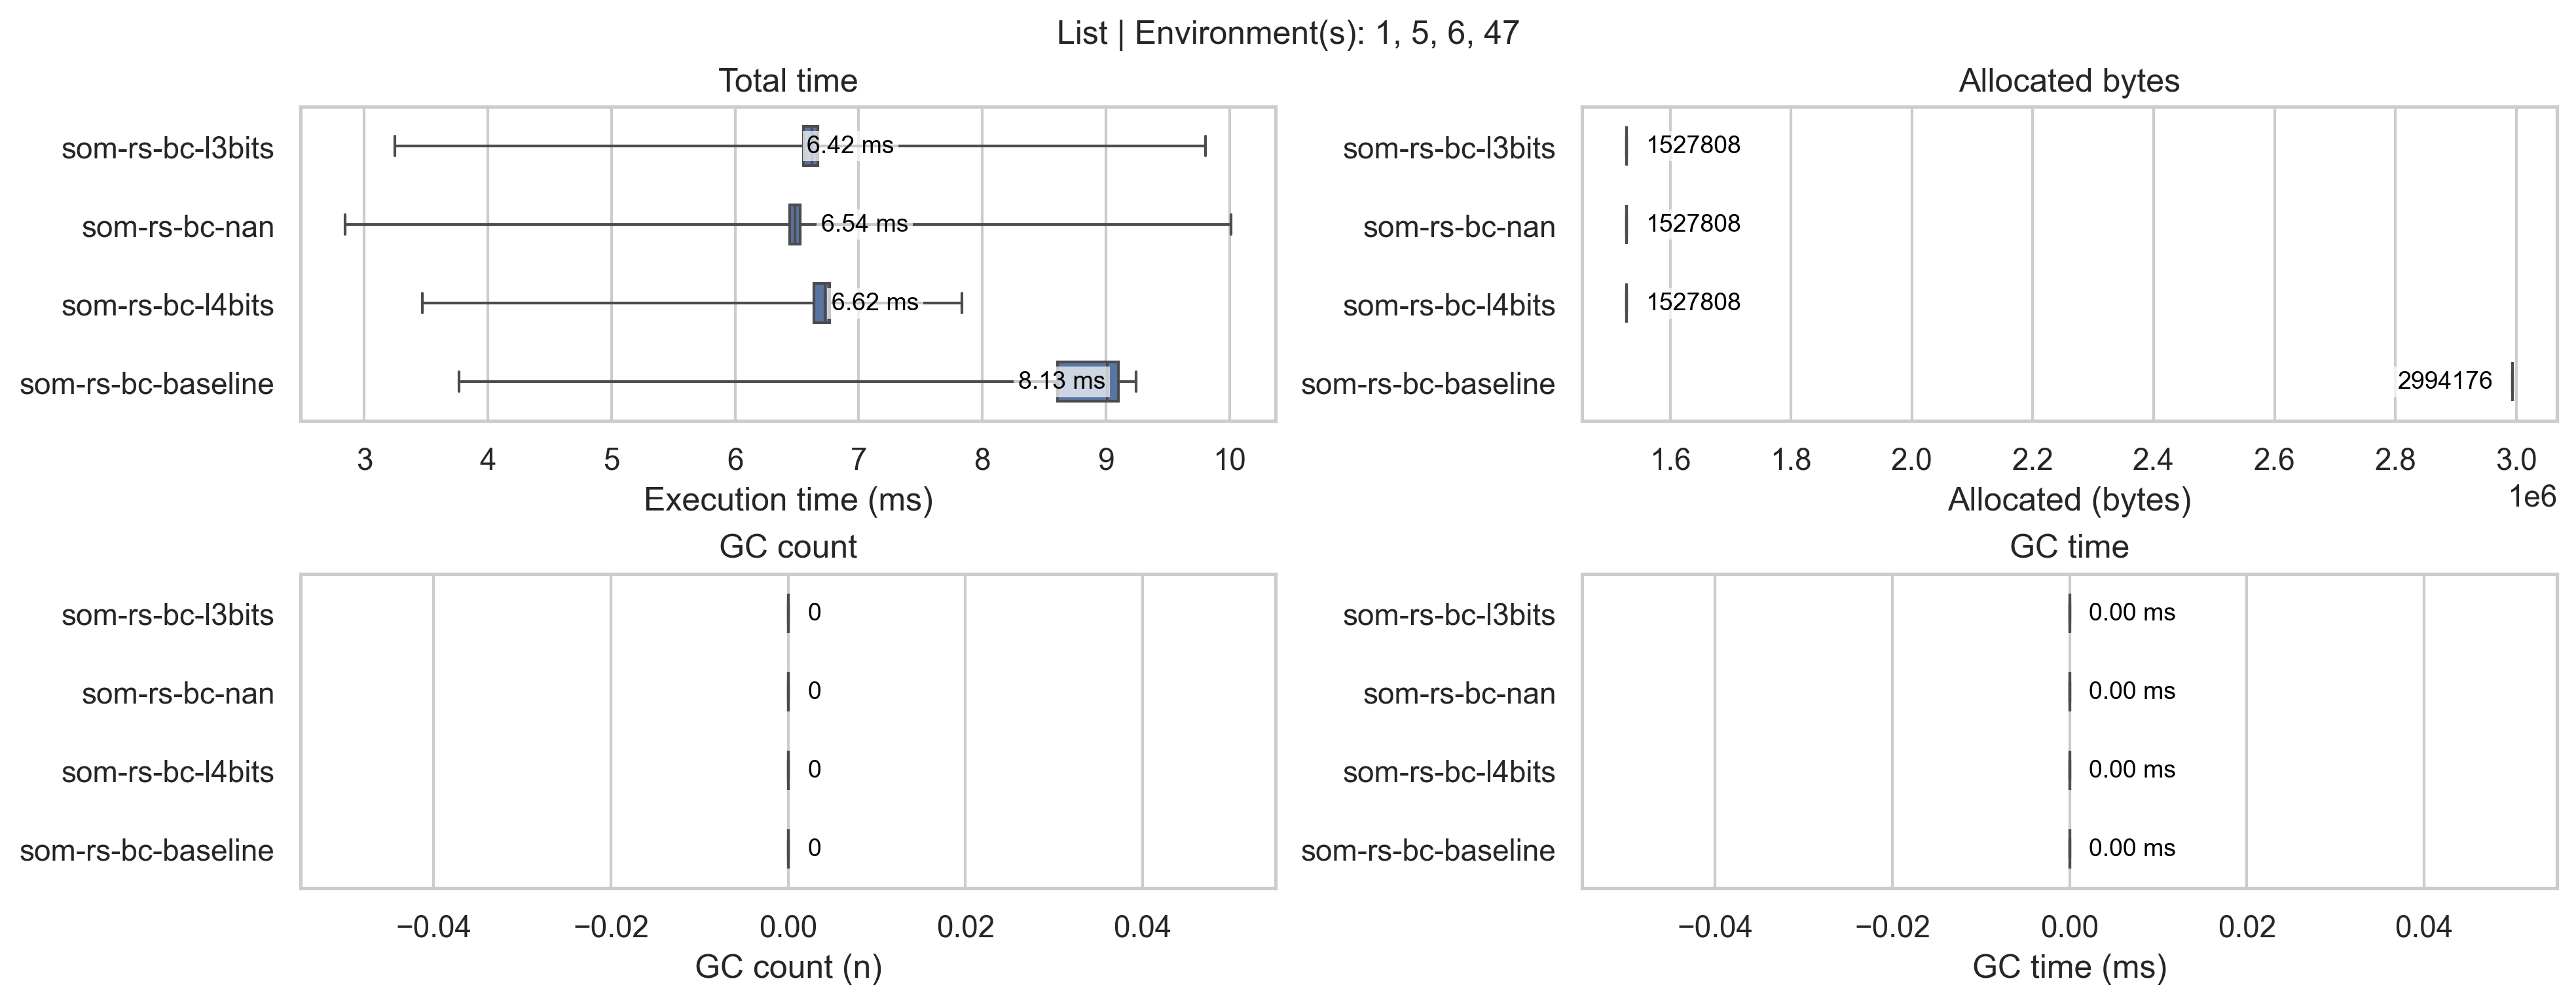 List | Environment(s): 1, 5, 6, 47
Total time
som-rs-bc-l3bits
6.42 ms
som-rs-bc-nan
6.54 ms
som-rs-bc-l4bits
6.62 ms
som-rs-bc-baseline
8.13 ms
3 4 5 6 7 8 9 10
Execution time (ms)
Allocated bytes
som-rs-bc-l3bits
1527808
som-rs-bc-nan
1527808
som-rs-bc-l4bits
1527808
som-rs-bc-baseline
2994176
1.6 1.8 2.0 2.2 2.4 2.6 2.8 3.0
1e6
Allocated (bytes)
GC count
som-rs-bc-l3bits
0
som-rs-bc-nan
0
som-rs-bc-l4bits
0
som-rs-bc-baseline
0
−0.04 −0.02 0.00 0.02 0.04
GC count (n)
GC time
som-rs-bc-l3bits
0.00 ms
som-rs-bc-nan
0.00 ms
som-rs-bc-l4bits
0.00 ms
som-rs-bc-baseline
0.00 ms
−0.04 −0.02 0.00 0.02 0.04
GC time (ms)